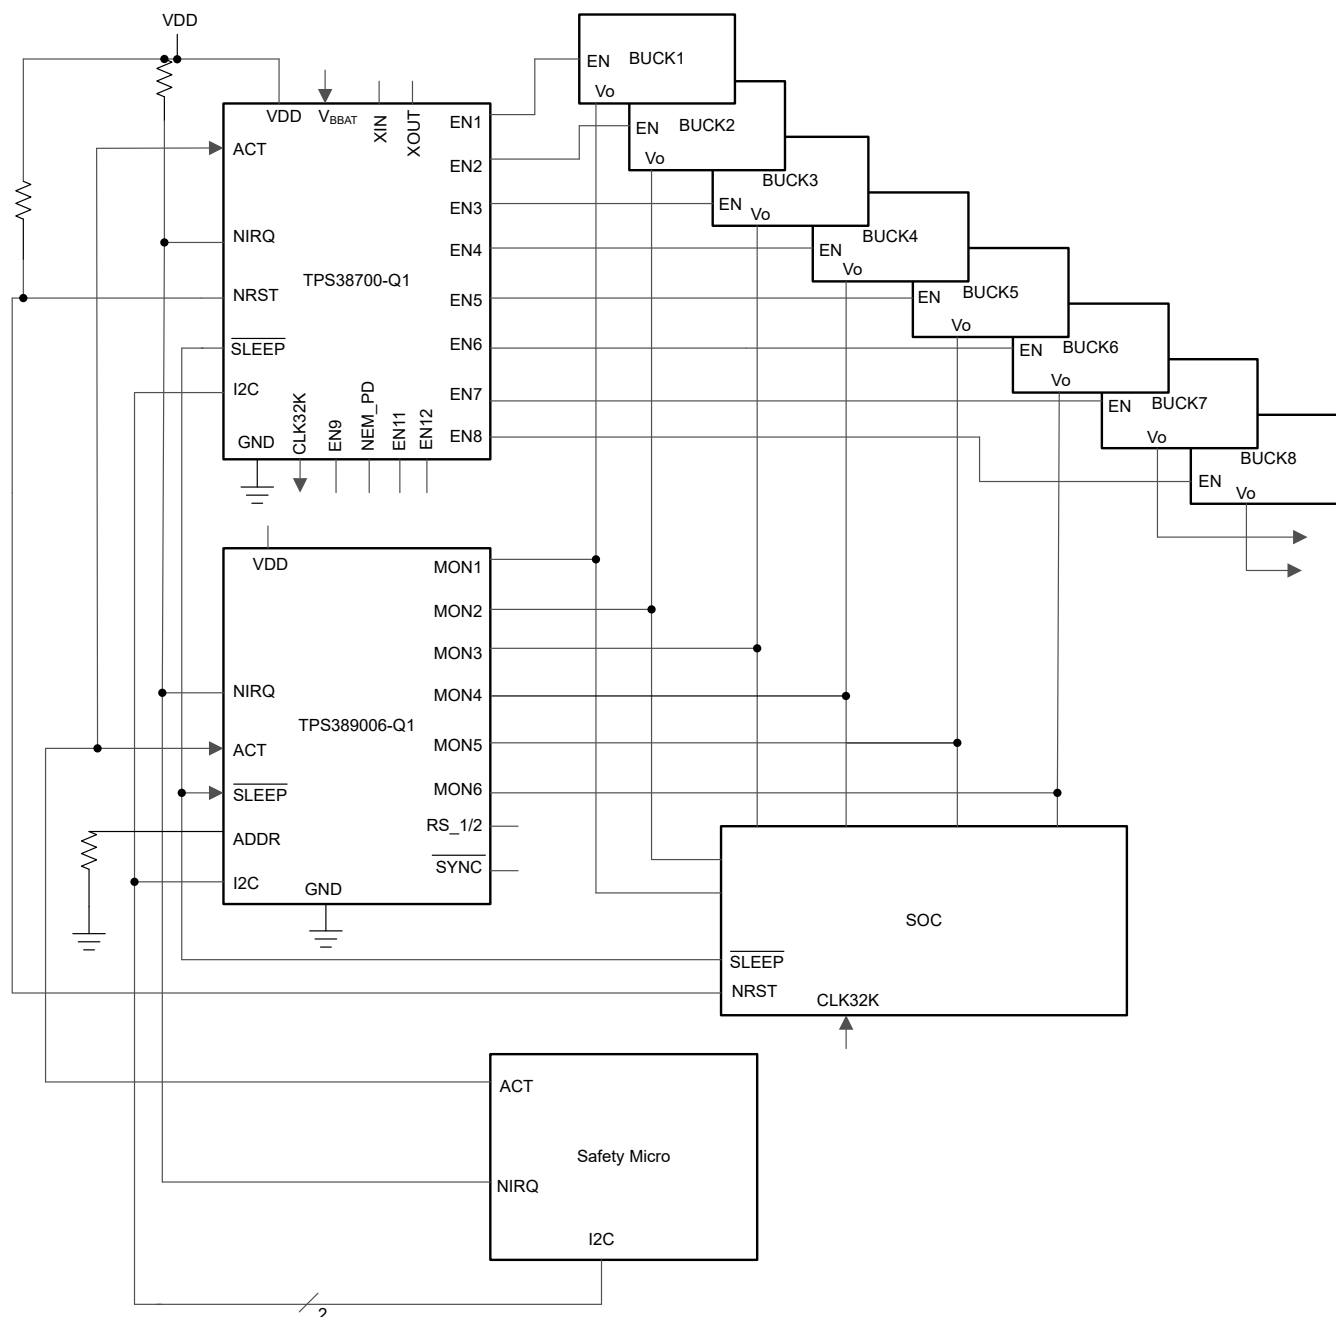 VDD
VDD
VBBAT
XIN
XOUT
ACT
NIRQ
NRST
SLEEP
I2C
GND
TPS38700-Q1
CLK32K
EN9
NEM_PD
EN11
EN12
EN1
EN2
EN3
EN4
EN5
EN6
EN7
EN8
EN
BUCK1
Vo
EN
BUCK2
Vo
EN
BUCK3
Vo
EN
BUCK4
Vo
EN
BUCK5
Vo
EN
BUCK6
Vo
EN
BUCK7
Vo
EN
BUCK8
Vo
VDD
NIRQ
ACT
SLEEP
ADDR
I2C
GND
TPS389006-Q1
MON1
MON2
MON3
MON4
MON5
MON6
RS_1/2
SYNC
SOC
SLEEP
NRST
CLK32K
ACT
Safety Micro
NIRQ
I2C
2